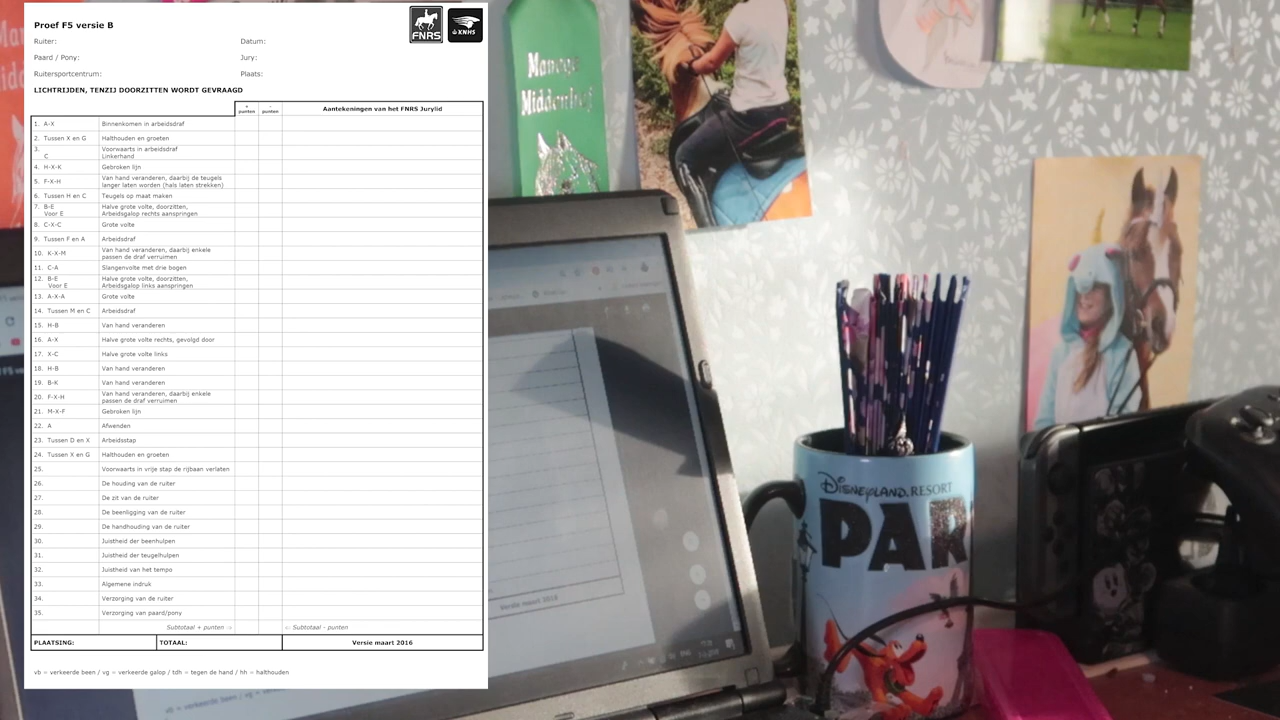 Proef F5 versie B
FNRS
KNHS
Ruiter:
Datum:
Paard / Pony:
Jury:
Ruitersportcentrum:
Plaats:
LICHTRIJDEN, TENZIJ DOORZITTEN WORDT GEVRAAGD
+ punten - punten Aantekeningen van het FNRS Jurylid
1. A-X Binnenkomen in arbeidsdraf
2. Tussen X en G Halthouden en groeten
3. Voorwaarts in arbeidsdraf
C Linkerhand
4. H-X-K Gebroken lijn
5. F-X-H Van hand veranderen, daarbij de teugels
langer laten worden (hals laten strekken)
6. Tussen H en C Teugels op maat maken
7. B-E Halve grote volte, doorzitten,
Voor E Arbeidsgalop rechts aanspringen
8. C-X-C Grote volte
9. Tussen F en A Arbeidsdraf
10. K-X-M Van hand veranderen, daarbij enkele
passen de draf verruimen
11. C-A Slangenvolte met drie bogen
12. B-E Halve grote volte, doorzitten,
Voor E Arbeidsgalop links aanspringen
13. A-X-A Grote volte
14. Tussen M en C Arbeidsdraf
15. H-B Van hand veranderen
16. A-X Halve grote volte rechts, gevolgd door
17. X-C Halve grote volte links
18. H-B Van hand veranderen
19. B-K Van hand veranderen
20. F-X-H Van hand veranderen, daarbij enkele
passen de draf verruimen
21. M-X-F Gebroken lijn
22. A Afwenden
23. Tussen D en X Arbeidsstap
24. Tussen X en G Halthouden en groeten
25. Voorwaarts in vrije stap de rijbaan verlaten
26. De houding van de ruiter
27. De zit van de ruiter
28. De beenligging van de ruiter
29. De handhouding van de ruiter
30. Juistheid der beenhulpen
31. Juistheid der teugelhulpen
32. Juistheid van het tempo
33. Algemene indruk
34. Verzorging van de ruiter
35. Verzorging van paard/pony
Subtotaal + punten → ← Subtotaal - punten
PLAATSING: TOTAAL: Versie maart 2016
vb = verkeerde been / vg = verkeerde galop / tdh = tegen de hand / hh = halthouden
Manege
Middenhof
Versie maart 2016
vb = verkeerde been / vg =
DISNEYLAND RESORT
PAR